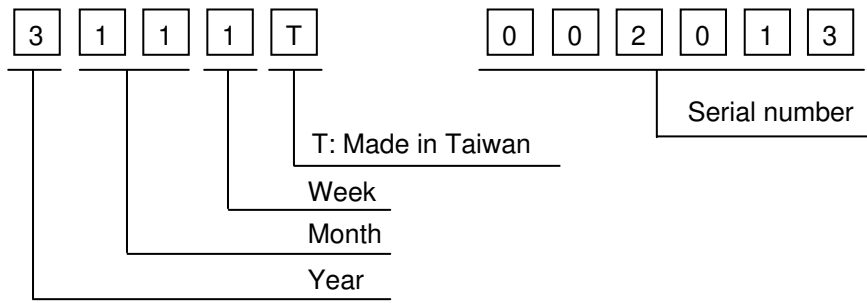 3 1 1 1 T 0 0 2 0 1 3
Serial number
T: Made in Taiwan
Week
Month
Year